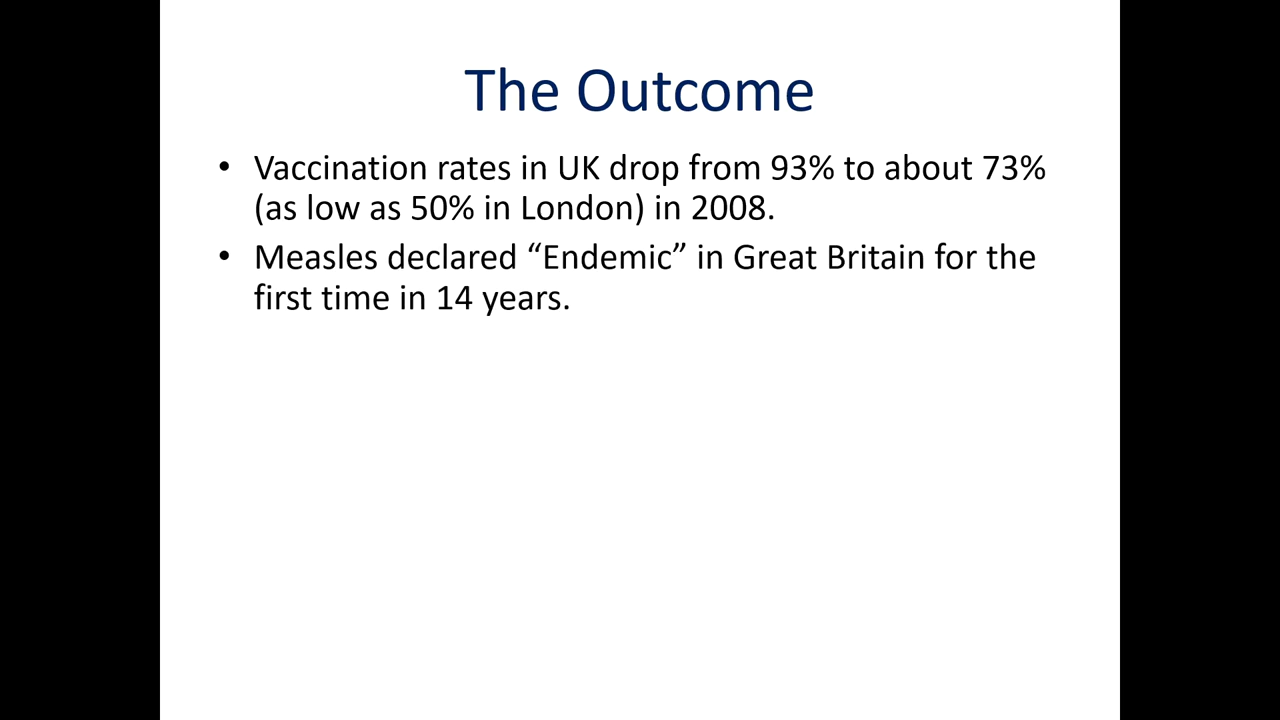 The Outcome
• Vaccination rates in UK drop from 93% to about 73%
(as low as 50% in London) in 2008.
• Measles declared “Endemic” in Great Britain for the
first time in 14 years.